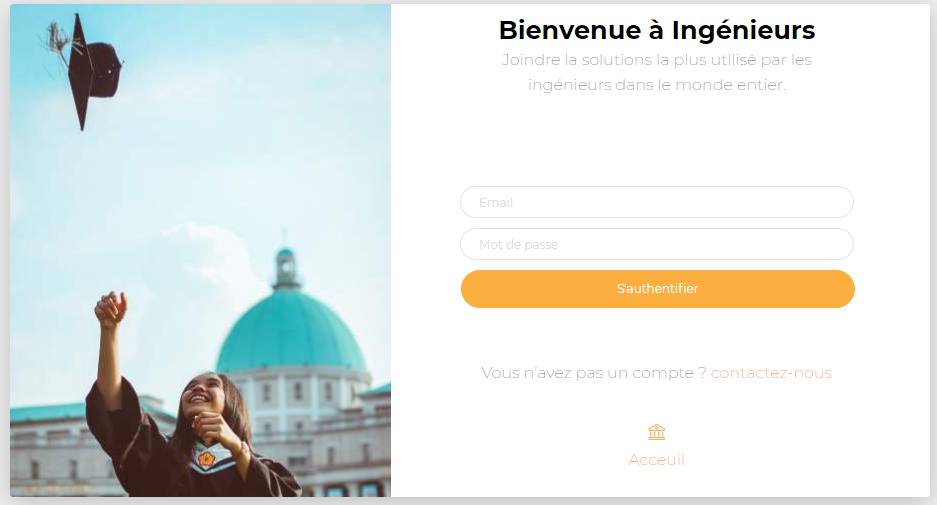 Bienvenue à Ingénieurs
Joindre la solutions la plus utilisé par les
ingénieurs dans le monde entier.
Email
Mot de passe
S'authentifier
Vous n'avez pas un compte ? contactez-nous
Acceuil